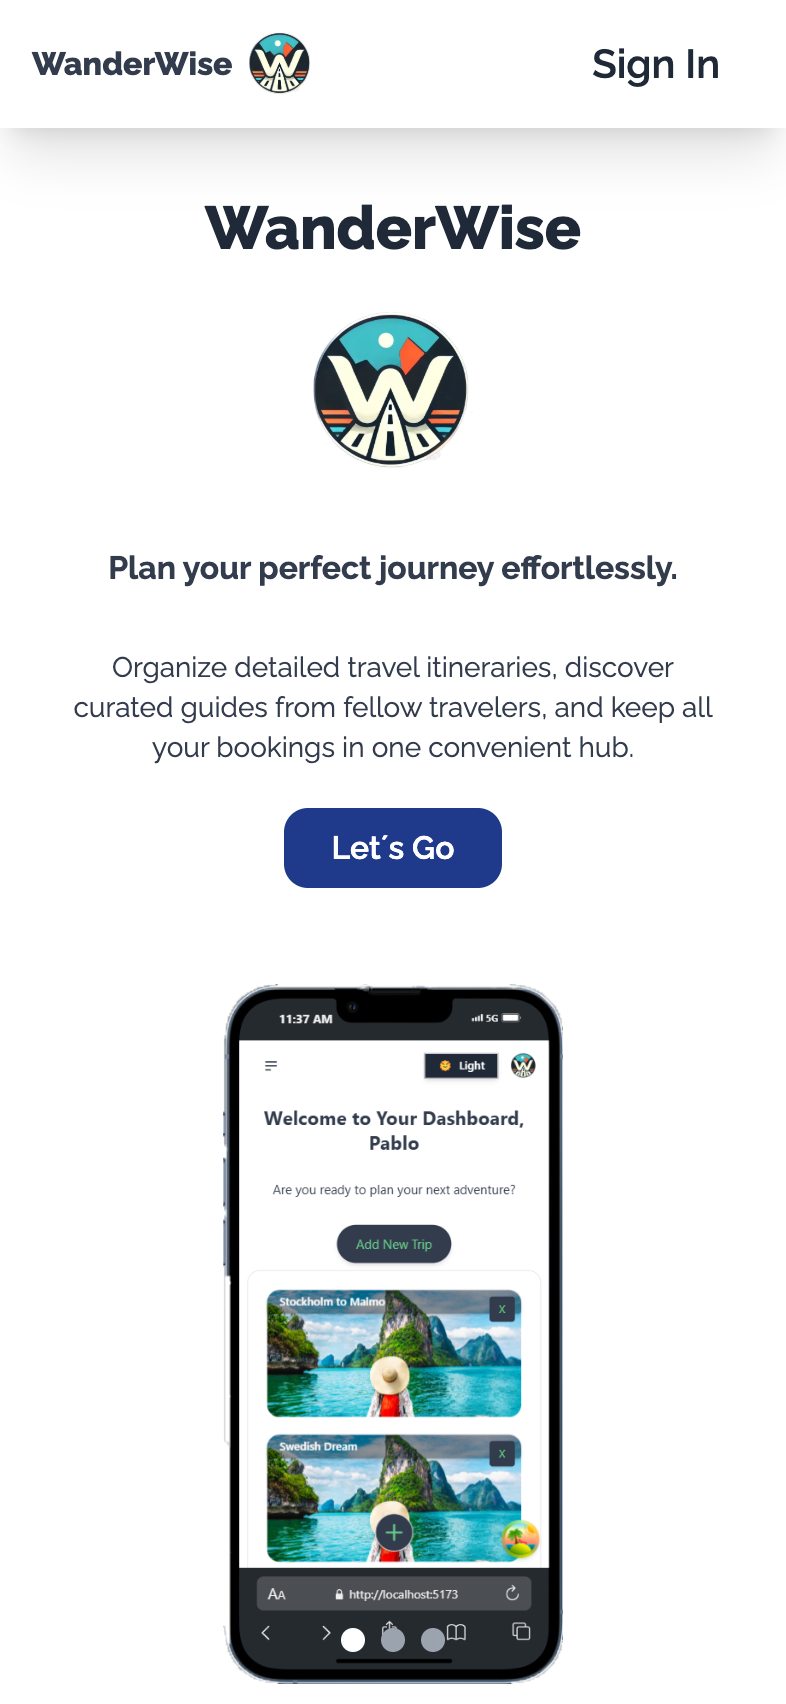 WanderWise
Sign In
WanderWise
Plan your perfect journey effortlessly.
Organize detailed travel itineraries, discover
curated guides from fellow travelers, and keep all
your bookings in one convenient hub.
Let´s Go
11:37 AM
5G
Light
Welcome to Your Dashboard,
Pablo
Are you ready to plan your next adventure?
Add New Trip
Stockholm to Malmo
X
Swedish Dream
X
AA
http://localhost:5173